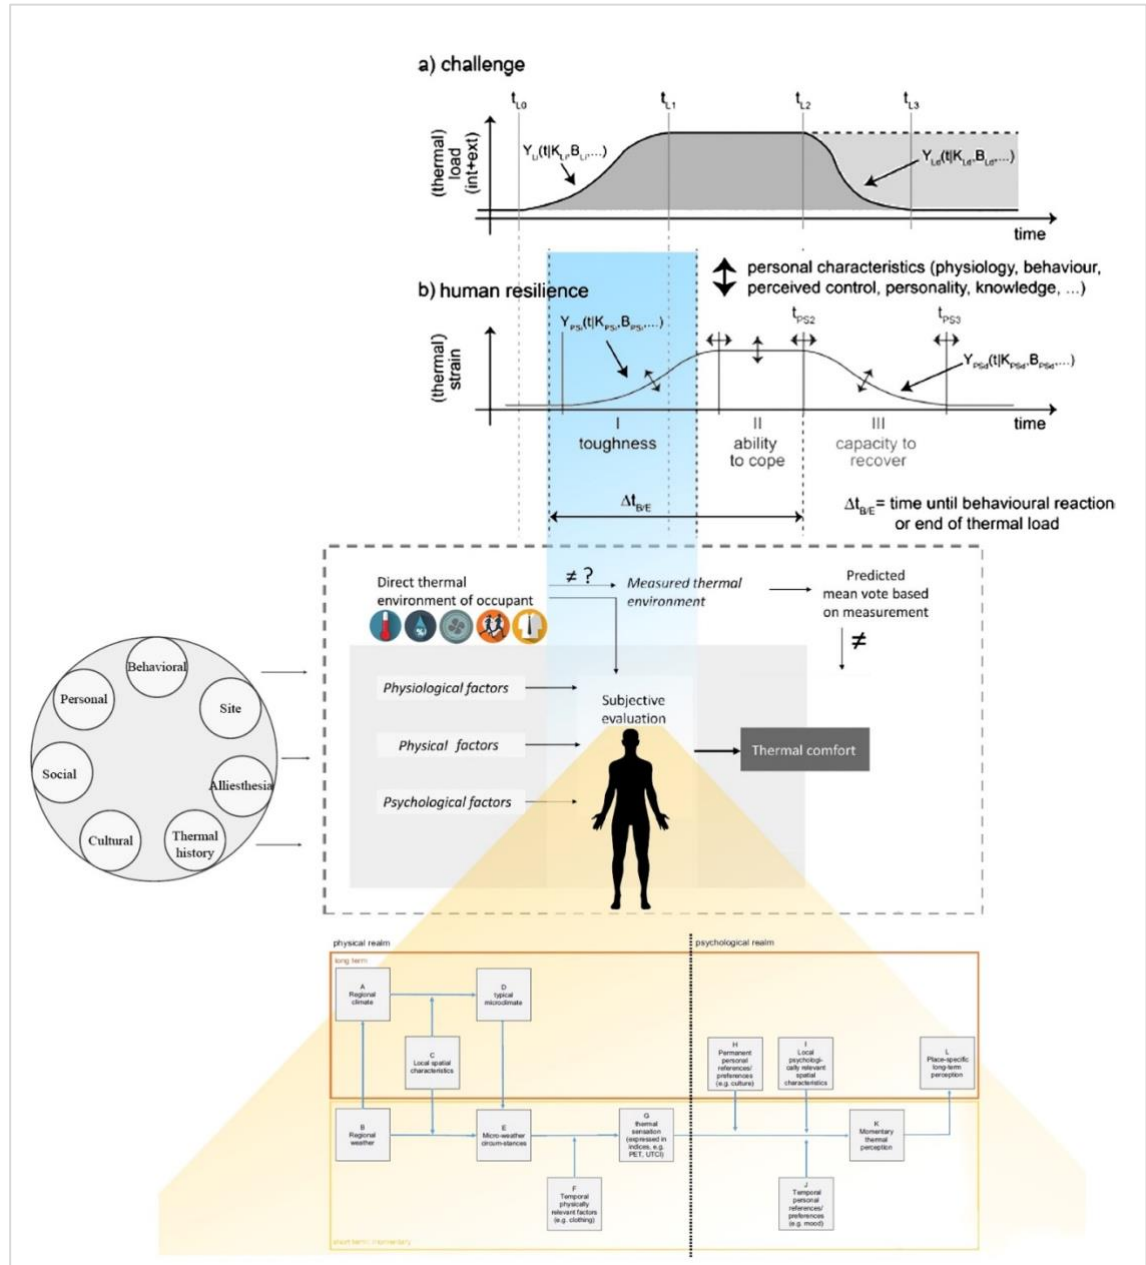 a) challenge
t_L0
t_L1
t_L2
t_L3
(thermal)
load
(int+ext)
Y_Li(t|K_Li,B_Li,...)
Y_Ld(t|K_Ld,B_Ld,...)
time
personal characteristics (physiology, behaviour,
perceived control, personality, knowledge, ...)
b) human resilience
t_PS2
t_PS3
(thermal)
strain
Y_PSi(t|K_PSi,B_PSi,...)
Y_PSd(t|K_PSd,B_PSd,...)
time
I
toughness
II
ability
to cope
III
capacity to
recover
Δt_B/E
Δt_B/E= time until behavioural reaction
or end of thermal load
Direct thermal
environment of occupant
≠ ?
Measured thermal
environment
Predicted
mean vote based
on measurement
≠
Physiological factors
Physical factors
Psychological factors
Subjective
evaluation
Thermal comfort
Behavioral
Personal
Site
Social
Alliesthesia
Cultural
Thermal
history
physical realm
psychological realm
long term
A
Regional
climate
D
typical
microclimate
C
Local spatial
characteristics
H
Permanent
personal
references/
preferences
(e.g. culture)
I
Local
psychologi-
cally relevant
spatial
characteristics
L
Place-specific
long-term
perception
B
Regional
weather
E
Micro-weather
circum-stances
G
thermal
sensation
(expressed in
indices, e.g.
PET, UTCI)
K
Momentary
thermal
perception
F
Temporal
physically
relevant factors
(e.g. clothing)
J
Temporal
personal
references/
preferences
(e.g. mood)
short term/ momentary